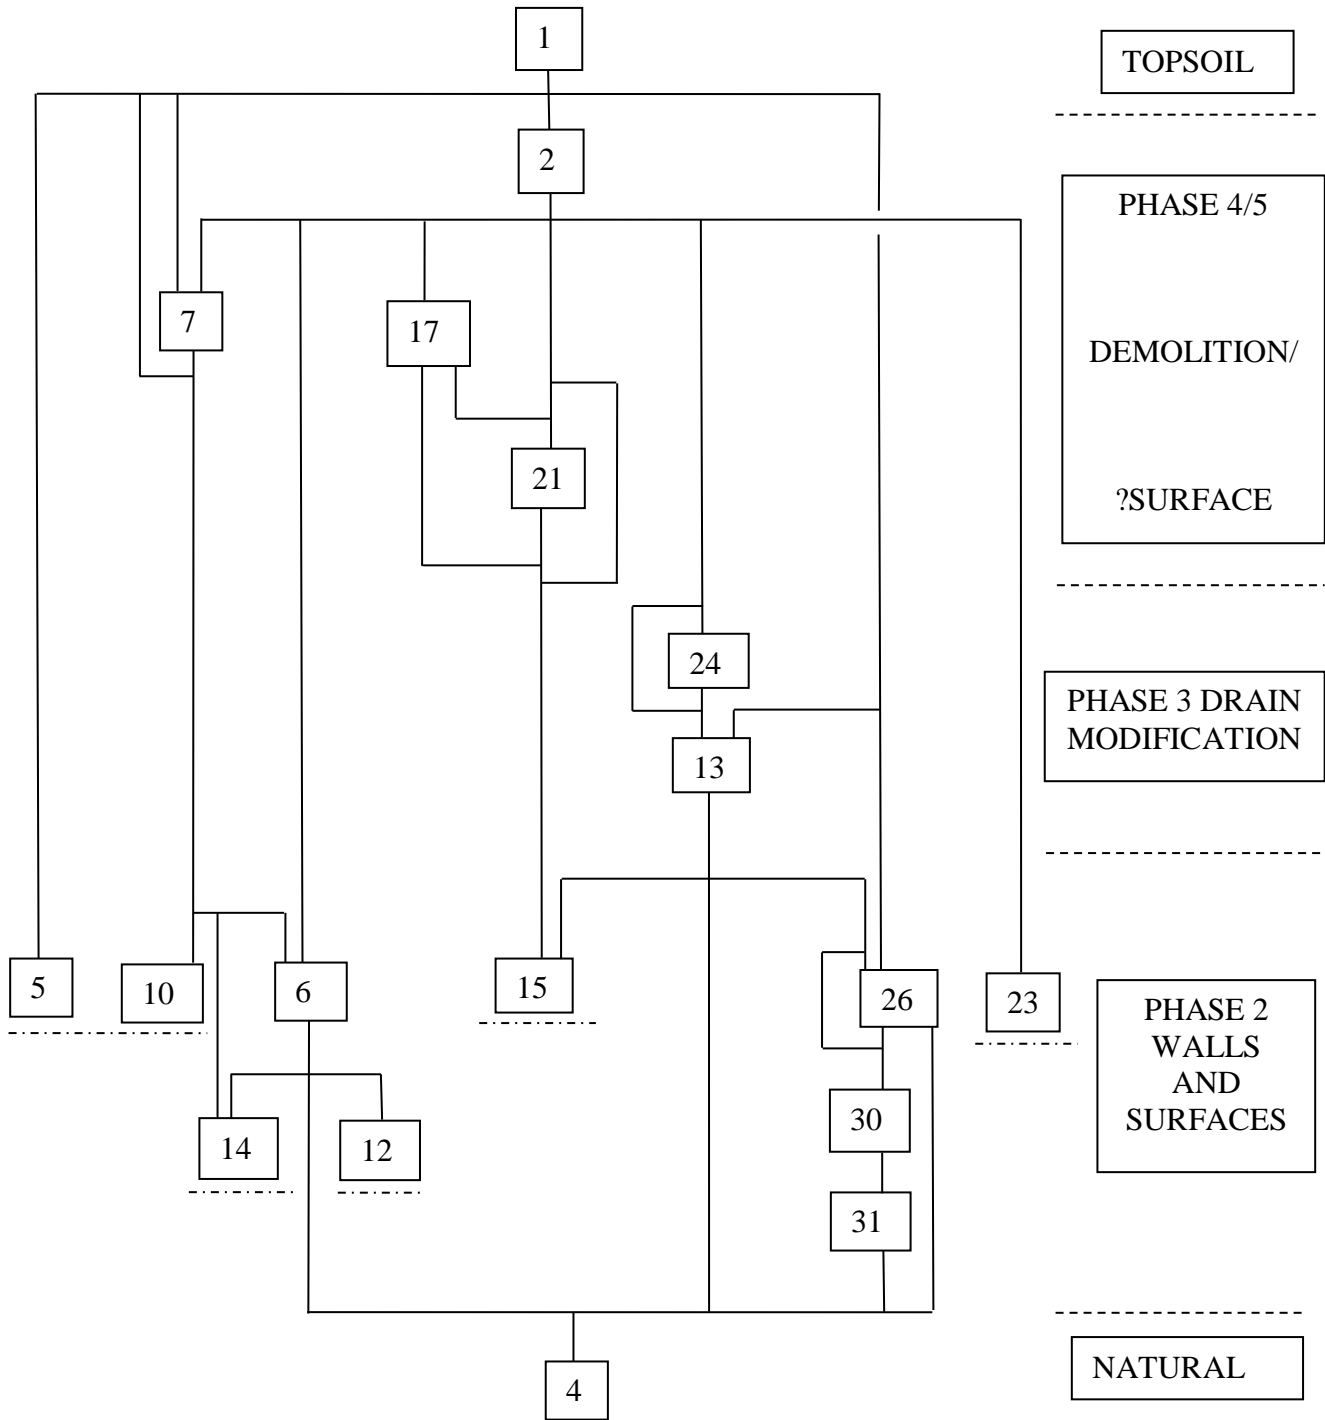 1
TOPSOIL
2
PHASE 4/5
7
17
DEMOLITION/
21
?SURFACE
24
PHASE 3 DRAIN
MODIFICATION
13
5
10
6
15
26
23
PHASE 2
WALLS
AND
SURFACES
14
12
30
31
NATURAL
4